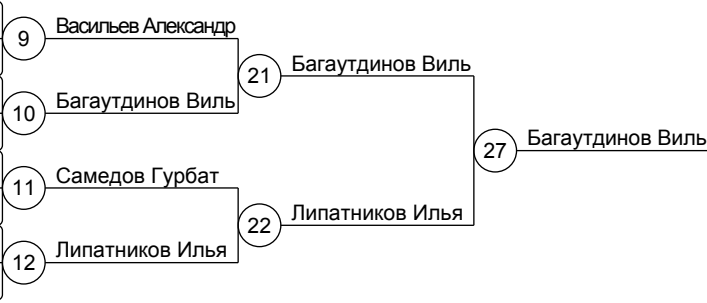 9 Васильев Александр
21 Багаутдинов Виль
10 Багаутдинов Виль
27 Багаутдинов Виль
11 Самедов Гурбат
22 Липатников Илья
12 Липатников Илья